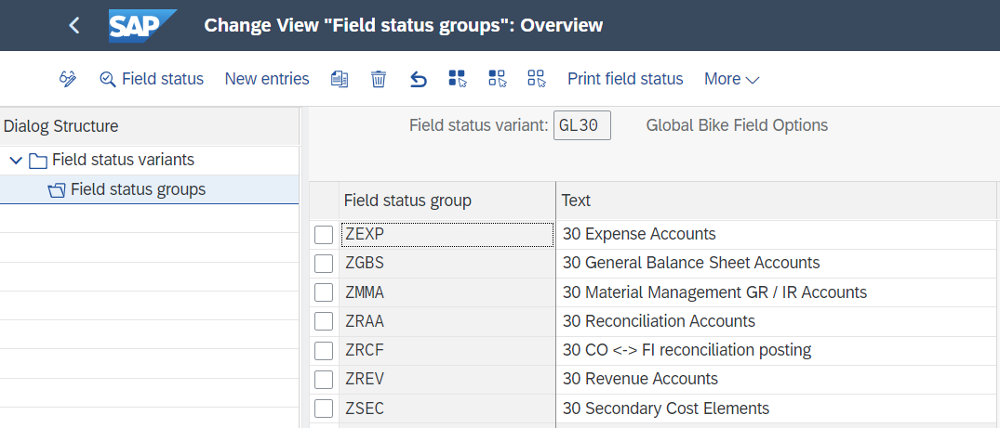 SAP Change View "Field status groups": Overview
Field status New entries Print field status More
Dialog Structure
Field status variants
Field status groups
Field status variant: GL30 Global Bike Field Options
Field status group Text
ZEXP 30 Expense Accounts
ZGBS 30 General Balance Sheet Accounts
ZMMA 30 Material Management GR / IR Accounts
ZRAA 30 Reconciliation Accounts
ZRCF 30 CO <-> FI reconciliation posting
ZREV 30 Revenue Accounts
ZSEC 30 Secondary Cost Elements